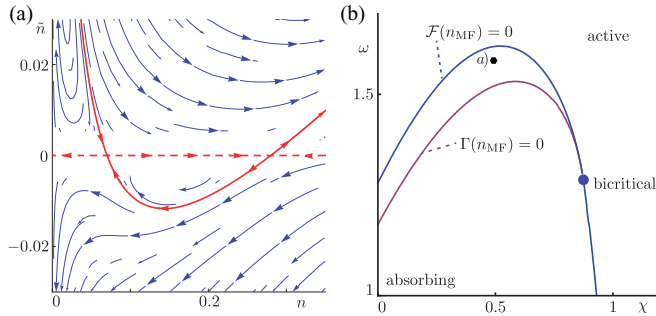 (a)
ñ
0.02
0
−0.02
0
0.2
n
(b)
ω
1.5
1
0
0.5
1
χ
F(n_MF) = 0
active
a)
Γ(n_MF) = 0
bicritical
absorbing